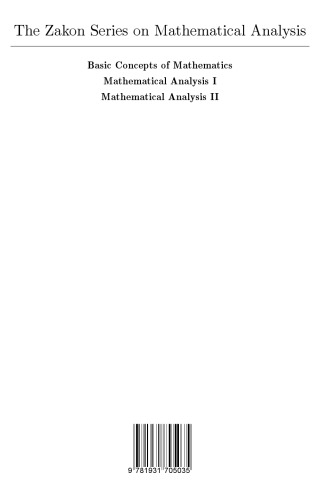 The Zakon Series on Mathematical Analysis
Basic Concepts of Mathematics
Mathematical Analysis I
Mathematical Analysis II
9 781931 705035